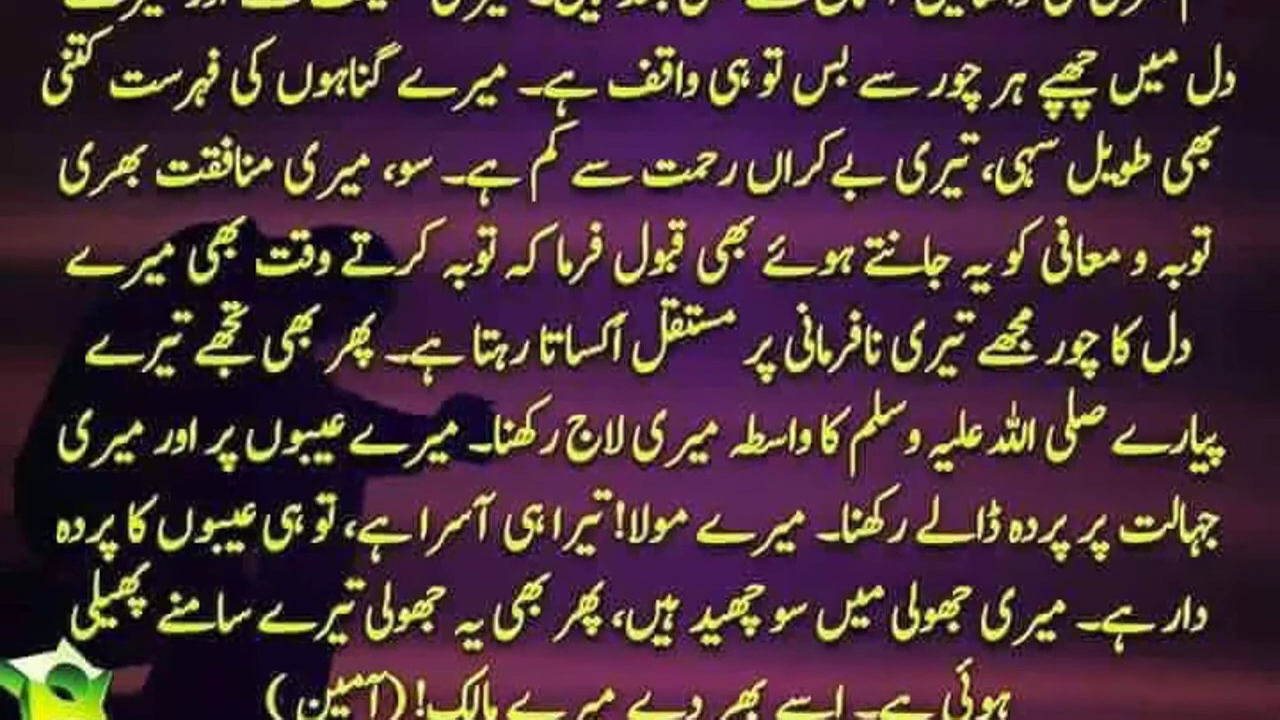 دل میں چھپے ہر چور سے بس تو ہی واقف ہے۔ میرے گناہوں کی فہرست کتنی
بھی طویل سہی، تیری بےکراں رحمت سے کم ہے۔ سو، میری منافقت بھری
توبہ و معافی کو یہ جانتے ہوئے بھی قبول فرما کہ توبہ کرتے وقت بھی میرے
دل کا چور مجھے تیری نافرمانی پر مستقل اُکساتا رہتا ہے۔ پھر بھی تجھے تیرے
پیارے صلی اللہ علیہ وسلم کا واسطہ میری لاج رکھنا۔ میرے عیبوں پر اور میری
جہالت پر پردہ ڈالے رکھنا۔ میرے مولا! تیرا ہی آسرا ہے، تو ہی عیبوں کا پردہ
دار ہے۔ میری جھولی میں سو چھید ہیں، پھر بھی یہ جھولی تیرے سامنے پھیلی
ہوئی ہے۔ اسے بھر دے میرے مالک! (آمین)